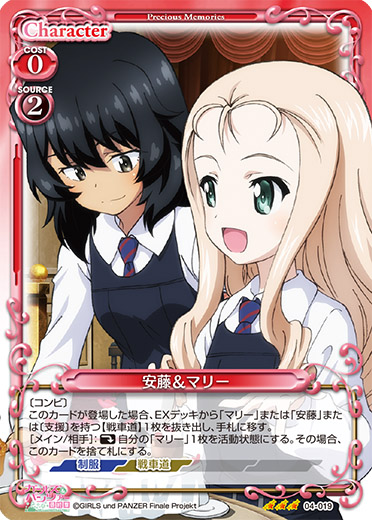 Precious Memories
Character
COST
0
SOURCE
2
安藤&マリー
[コンビ]
このカードが登場した場合、EXデッキから「マリー」または「安藤」また
は《支援》を持つ【戦車道】1枚を抜き出し、手札に移す。
[メイン/相手]:自分の「マリー」1枚を活動状態にする。その場合、
このカードを捨て札にする。
制服
戦車道
04-019
©GIRLS und PANZER Finale Projekt